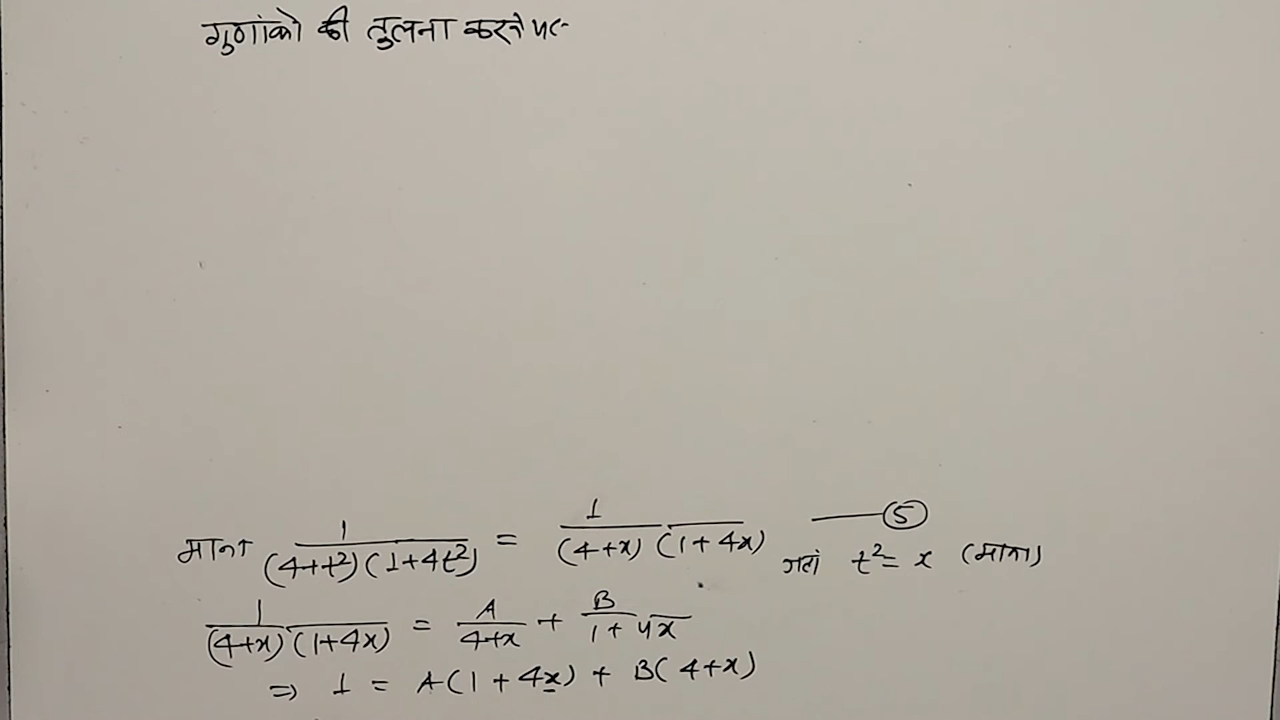 गुणांको की तुलना करने पर
माना 1/((4+t²)(1+4t²)) = 1/((4+x)(1+4x)) —— ⑤ जहां t² = x (माना)
1/((4+x)(1+4x)) = A/(4+x) + B/(1+4x)
⇒ 1 = A(1+4x) + B(4+x)